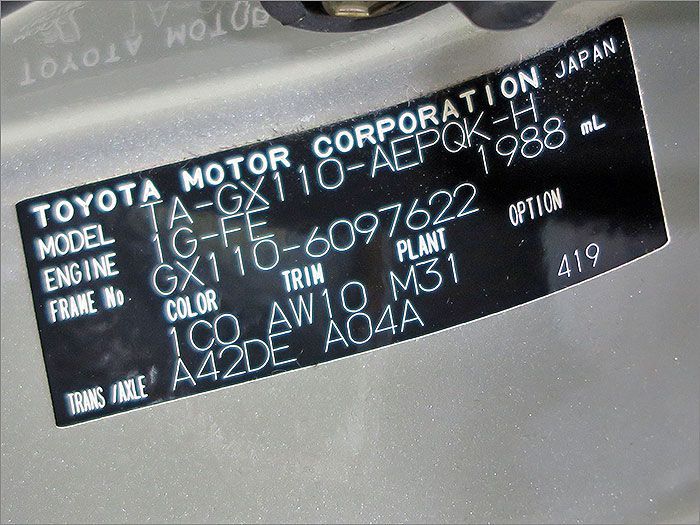 TOYOTA MOTOR CORPORATION JAPAN
MODEL TA-GX110-AEPQK-H
ENGINE 1G-FE 1988 mL
FRAME No GX110-6097622
COLOR TRIM PLANT OPTION
1C0 AW10 M31 419
TRANS/AXLE A42DE A04A